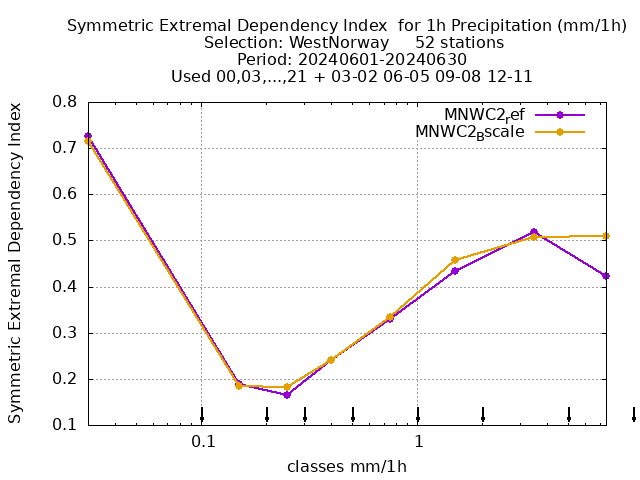 Symmetric Extremal Dependency Index  for 1h Precipitation (mm/1h)
Selection: WestNorway     52 stations
Period: 20240601-20240630
Used 00,03,...,21 + 03-02 06-05 09-08 12-11
Symmetric Extremal Dependency Index
0.8
0.7
0.6
0.5
0.4
0.3
0.2
0.1
MNWC2ref
MNWC2Bscale
0.1
1
classes mm/1h